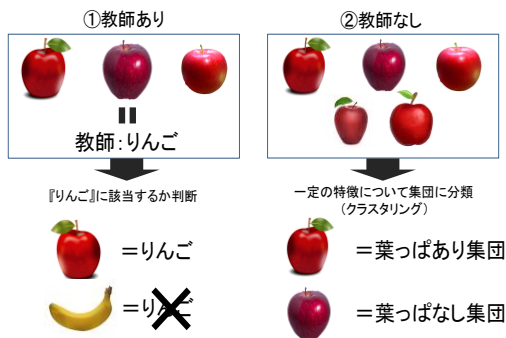 ①教師あり
教師:りんご
『りんご』に該当するか判断
=りんご
=りんご
②教師なし
一定の特徴について集団に分類
(クラスタリング)
=葉っぱあり集団
=葉っぱなし集団